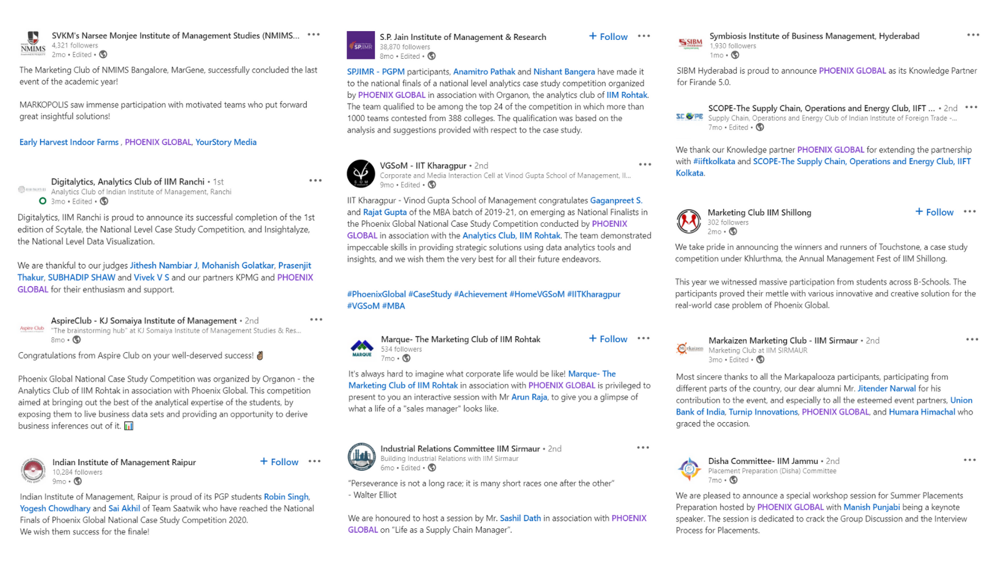 NMIMS
SVKM's Narsee Monjee Institute of Management Studies (NMIMS...
4,321 followers
2mo • Edited •
The Marketing Club of NMIMS Bangalore, MarGene, successfully concluded the last
event of the academic year!
MARKOPOLIS saw immense participation with motivated teams who put forward
great insightful solutions!
Early Harvest Indoor Farms , PHOENIX GLOBAL, YourStory Media
Digitalytics, Analytics Club of IIM Ranchi • 1st
Analytics Club of Indian Institute of Management, Ranchi
3mo • Edited •
Digitalytics, IIM Ranchi is proud to announce its successful completion of the 1st
edition of Scytale, the National Level Case Study Competition, and Insightalyze,
the National Level Data Visualization.
We are thankful to our judges Jithesh Nambiar J, Mohanish Golatkar, Prasenjit
Thakur, SUBHADIP SHAW and Vivek V S and our partners KPMG and PHOENIX
GLOBAL for their enthusiasm and support.
Aspire Club
AspireClub - KJ Somaiya Institute of Management • 2nd
"The brainstorming hub" at KJ Somaiya Institute of Management Studies & Res...
8mo •
Congratulations from Aspire Club on your well-deserved success! ✌🏽
Phoenix Global National Case Study Competition was organized by Organon - the
Analytics Club of IIM Rohtak in association with Phoenix Global. This competition
aimed at bringing out the best of the analytical expertise of the students, by
exposing them to live business data sets and providing an opportunity to derive
business inferences out of it. 📊
Indian Institute of Management Raipur
+ Follow
10,284 followers
9mo •
Indian Institute of Management, Raipur is proud of its PGP students Robin Singh,
Yogesh Chowdhary and Sai Akhil of Team Saatwik who have reached the National
Finals of Phoenix Global National Case Study Competition 2020.
We wish them success for the finale!
SPJIMR
S.P. Jain Institute of Management & Research
+ Follow
38,870 followers
8mo • Edited •
SPJIMR - PGPM participants, Anamitro Pathak and Nishant Bangera have made it
to the national finals of a national level analytics case study competition organized
by PHOENIX GLOBAL in association with Organon, the analytics club of IIM Rohtak.
The team qualified to be among the top 24 of the competition in which more than
1000 teams contested from 388 colleges. The qualification was based on the
analysis and suggestions provided with respect to the case study.
SOM
VGSoM - IIT Kharagpur • 2nd
Corporate and Media Interaction Cell at Vinod Gupta School of Management, II...
9mo • Edited •
IIT Kharagpur - Vinod Gupta School of Management congratulates Gaganpreet S.
and Rajat Gupta of the MBA batch of 2019-21, on emerging as National Finalists in
the Phoenix Global National Case Study Competition conducted by PHOENIX
GLOBAL in association with the Analytics Club, IIM Rohtak. The team demonstrated
impeccable skills in providing strategic solutions using data analytics tools and
insights, and we wish them the very best for all their future endeavors.
#PhoenixGlobal #CaseStudy #Achievement #HomeVGSoM #IITKharagpur
#VGSoM #MBA
MARQUE
Marque- The Marketing Club of IIM Rohtak
+ Follow
534 followers
7mo •
It's always hard to imagine what corporate life would be like! Marque- The
Marketing Club of IIM Rohtak in association with PHOENIX GLOBAL is privileged to
present to you an interactive session with Mr Arun Raja, to give you a glimpse of
what a life of a "sales manager" looks like.
Industrial Relations Committee IIM Sirmaur • 2nd
Building Industrial Relations with IIM Sirmaur
6mo • Edited •
“Perseverance is not a long race; it is many short races one after the other”
- Walter Elliot
We are honoured to host a session by Mr. Sashil Dath in association with PHOENIX
GLOBAL on “Life as a Supply Chain Manager”.
SIBM
Symbiosis Institute of Business Management, Hyderabad
1,930 followers
1mo •
SIBM Hyderabad is proud to announce PHOENIX GLOBAL as its Knowledge Partner
for Firande 5.0.
SCOPE
SCOPE-The Supply Chain, Operations and Energy Club, IIFT ... • 2nd
Supply Chain, Operations and Energy Club of Indian Institute of Foreign Trade -...
7mo • Edited •
We thank our Knowledge partner PHOENIX GLOBAL for extending the partnership
with #iiftkolkata and SCOPE-The Supply Chain, Operations and Energy Club, IIFT
Kolkata.
Marketing Club IIM Shillong
+ Follow
302 followers
2mo •
We take pride in announcing the winners and runners of Touchstone, a case study
competition under Khlurthma, the Annual Management Fest of IIM Shillong.
This year we witnessed massive participation from students across B-Schools. The
participants proved their mettle with various innovative and creative solution for the
real-world case problem of Phoenix Global.
Markaizen
Markaizen Marketing Club - IIM Sirmaur • 2nd
Marketing Club at IIM SIRMAUR
3mo • Edited •
Most sincere thanks to all the Markapalooza participants, participating from
different parts of the country, our dear alumni Mr. Jitender Narwal for his
contribution to the event, and especially to all the esteemed event partners, Union
Bank of India, Turnip Innovations, PHOENIX GLOBAL, and Humara Himachal who
graced the occasion.
Disha Committee- IIM Jammu • 2nd
Placement Preparation (Disha) Committee
7mo •
We are pleased to announce a special workshop session for Summer Placements
Preparation hosted by PHOENIX GLOBAL with Manish Punjabi being a keynote
speaker. The session is dedicated to crack the Group Discussion and the Interview
Process for Placements.